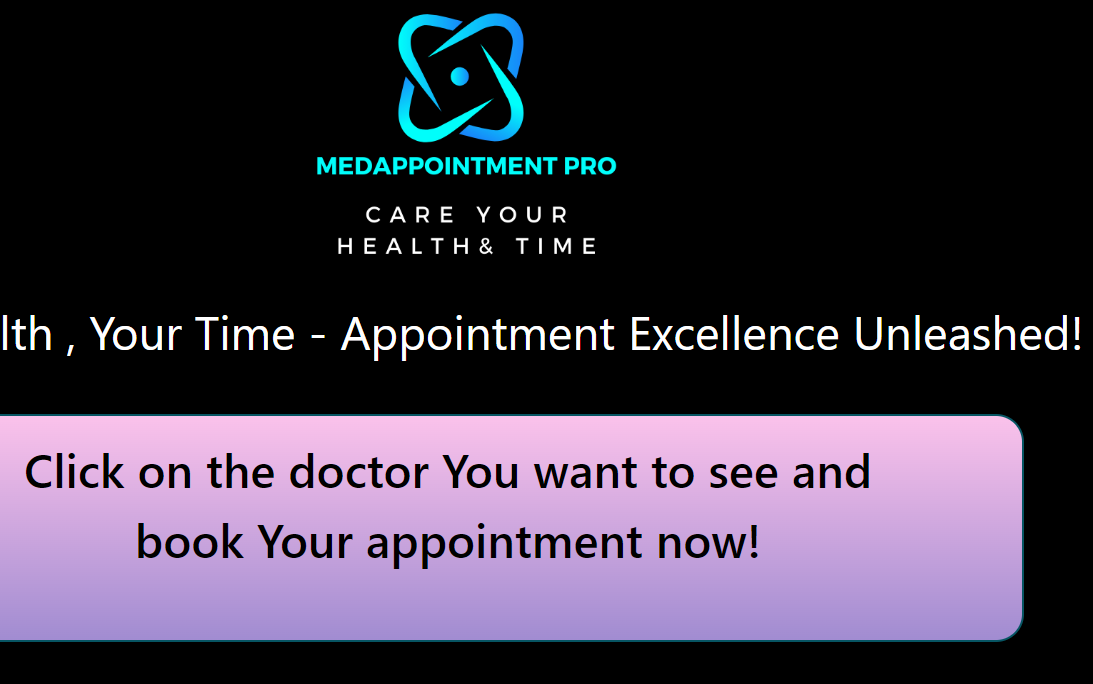 MEDAPPOINTMENT PRO
CARE YOUR
HEALTH& TIME
lth , Your Time - Appointment Excellence Unleashed!
Click on the doctor You want to see and
book Your appointment now!